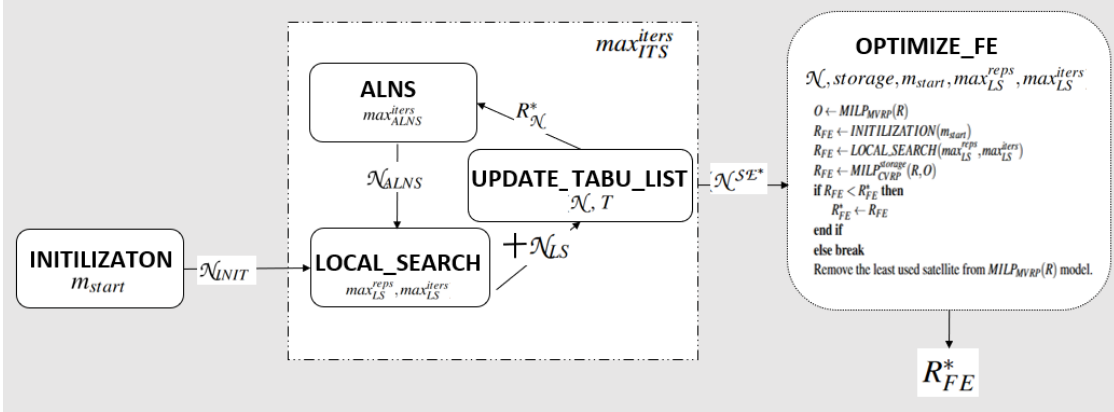 INITILIZATON
m_start
𝒩_INIT
max_ITS^iters
ALNS
max_ALNS^iters
𝒩_ALNS
LOCAL_SEARCH
max_LS^reps, max_LS^iters
+𝒩_LS
UPDATE_TABU_LIST
𝒩, T
R*_𝒩
𝒩^𝒮ℰ*
OPTIMIZE_FE
𝒩, storage, m_start, max_LS^reps, max_LS^iters
O ← MILP_MVRP(R)
R_FE ← INITILIZATION(m_start)
R_FE ← LOCAL_SEARCH(max_LS^reps, max_LS^iters)
R_FE ← MILP_CVRP^storage(R, O)
if R_FE < R*_FE then
R*_FE ← R_FE
end if
else break
Remove the least used satellite from MILP_MVRP(R) model.
R*_FE